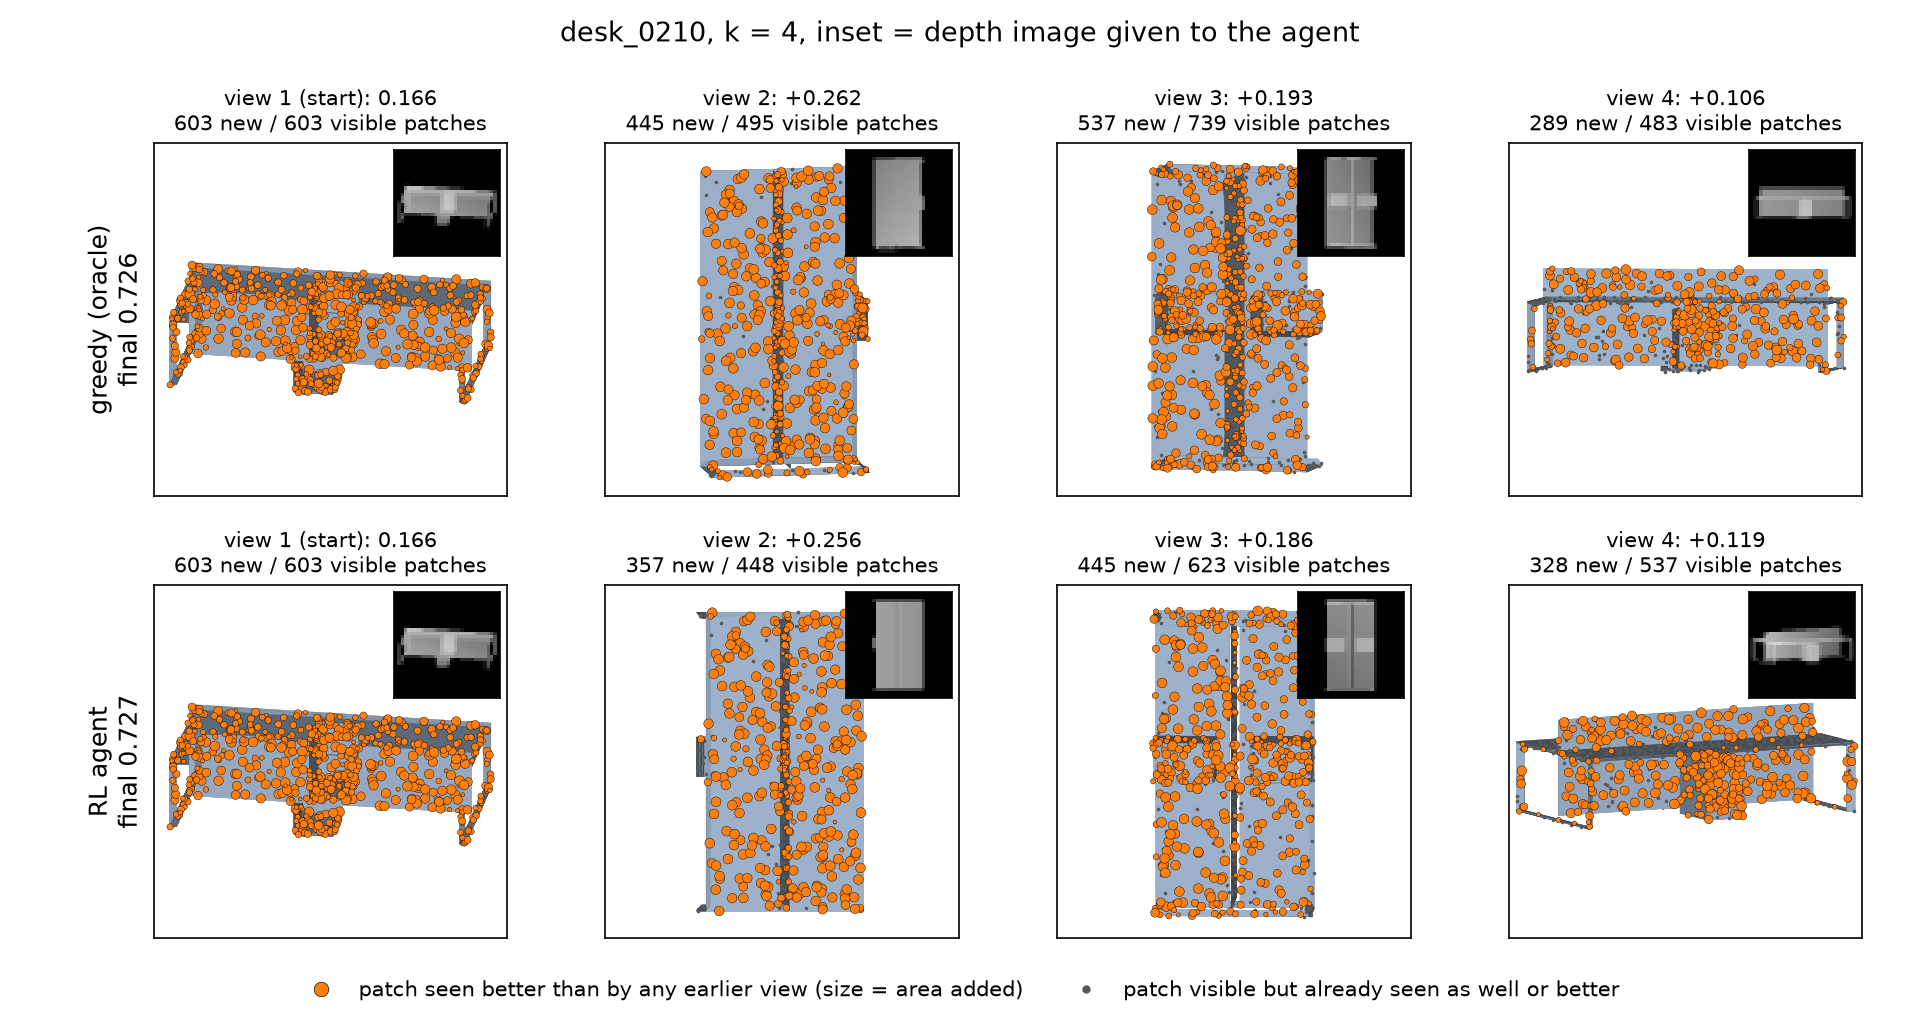 desk_0210, k = 4, inset = depth image given to the agent
greedy (oracle)
final 0.726
view 1 (start): 0.166
603 new / 603 visible patches
view 2: +0.262
445 new / 495 visible patches
view 3: +0.193
537 new / 739 visible patches
view 4: +0.106
289 new / 483 visible patches
RL agent
final 0.727
view 1 (start): 0.166
603 new / 603 visible patches
view 2: +0.256
357 new / 448 visible patches
view 3: +0.186
445 new / 623 visible patches
view 4: +0.119
328 new / 537 visible patches
patch seen better than by any earlier view (size = area added)
patch visible but already seen as well or better